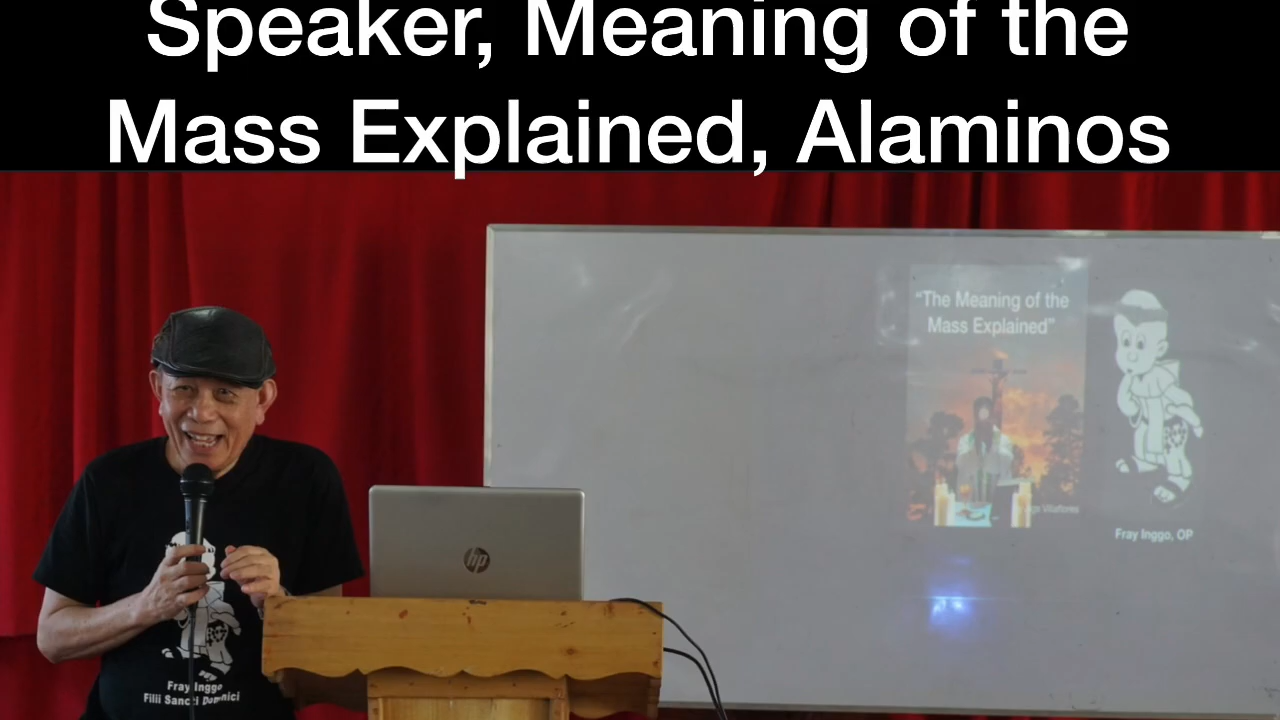 Speaker, Meaning of the
Mass Explained, Alaminos
“The Meaning of the
Mass Explained”
Villaflores
Fray Inggo, OP
hp
Fray Inggo
Filii Sancti Dominici